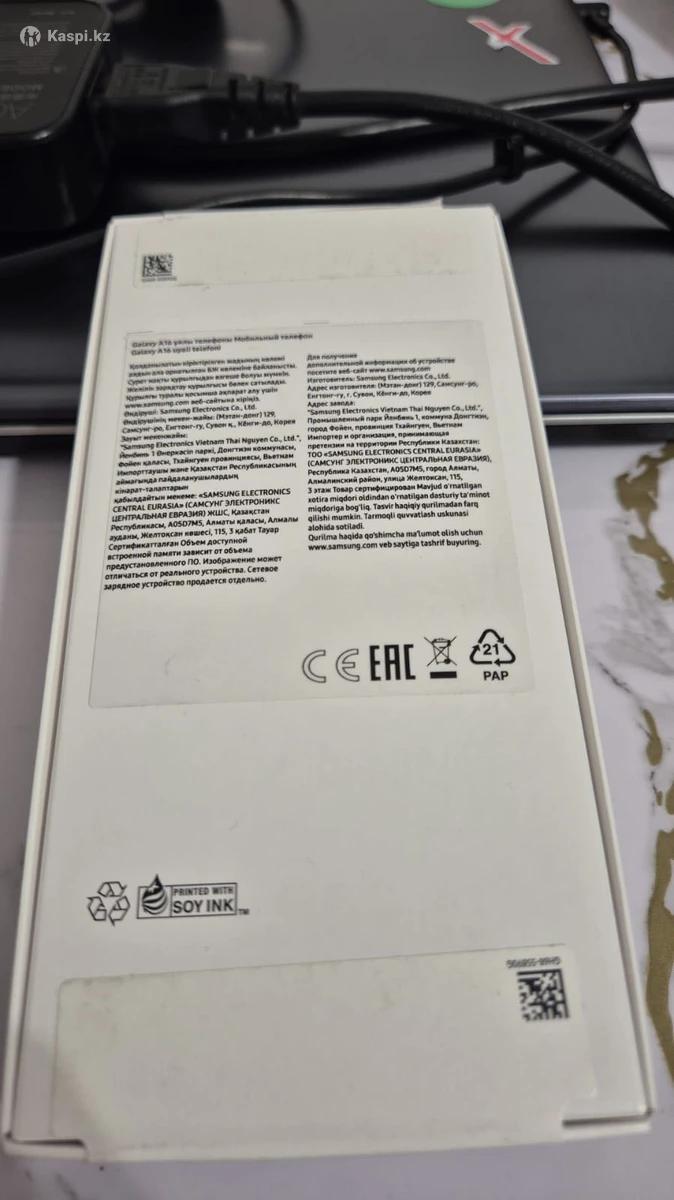 Kaspi.kz
Galaxy A16 ұялы телефоны Мобильный телефон
Galaxy A16 uyali telefoni
Қолданылатын кіріктірілген жадының көлемі
алдын ала орнатылған БЖ көлеміне байланысты.
Сурет нақты құрылғыдан өзгеше болуы мүмкін.
Желінің зарядтау құрылғысы бөлек сатылады.
Құрылғы туралы қосымша ақпарат алу үшін
www.samsung.com веб-сайтына кіріңіз.
Өндіруші: Samsung Electronics Co., Ltd.
Өндірушінің мекен-жайы: (Мэтан-донг) 129,
Самсунг-ро, Енгтонг-гу, Сувон қ., Кёнги-до, Корея
Зауыт мекенжайы:
"Samsung Electronics Vietnam Thai Nguyen Co., Ltd.",
Йенбинь 1 Өнеркәсіп паркі, Донгтиэн коммунасы,
Фойен қаласы, Тхайнгуен провинциясы, Вьетнам
Импорттаушы және Қазақстан Республикасының
аймағында пайдаланушылардың
кінәрат-талаптарын
қабылдайтын мекеме: «SAMSUNG ELECTRONICS
CENTRAL EURASIA» (САМСУНГ ЭЛЕКТРОНИКС
ЦЕНТРАЛЬНАЯ ЕВРАЗИЯ) ЖШС, Қазақстан
Республикасы, A05D7M5, Алматы қаласы, Алмалы
ауданы, Желтоқсан көшесі, 115, 3 қабат Тауар
Сертификатталған Объем доступной
встроенной памяти зависит от объема
предустановленного ПО. Изображение может
отличаться от реального устройства. Сетевое
зарядное устройство продается отдельно.
Для получения
дополнительной информации об устройстве
посетите веб-сайт www.samsung.com
Изготовитель: Samsung Electronics Co., Ltd.
Адрес изготовителя: (Мэтан-донг) 129, Самсунг-ро,
Енгтонг-гу, г. Сувон, Кёнги-до, Корея
Адрес завода:
"Samsung Electronics Vietnam Thai Nguyen Co., Ltd.",
Промышленный парк Йенбинь 1, коммуна Донгтиэн,
город Фойен, провинция Тхайнгуен, Вьетнам
Импортер и организация, принимающая
претензии на территории Республики Казахстан:
ТОО «SAMSUNG ELECTRONICS CENTRAL EURASIA»
(САМСУНГ ЭЛЕКТРОНИКС ЦЕНТРАЛЬНАЯ ЕВРАЗИЯ),
Республика Казахстан, A05D7M5, город Алматы,
Алмалинский район, улица Желтоксан, 115,
3 этаж Товар сертифицирован Mavjud o'rnatilgan
xotira miqdori oldindan o'rnatilgan dasturiy ta'minot
miqdoriga bog'liq. Tasvir haqiqiy qurilmadan farq
qilishi mumkin. Tarmoqli quvvatlash uskunasi
alohida sotiladi.
Qurilma haqida qo'shimcha ma'lumot olish uchun
www.samsung.com veb saytiga tashrif buyuring.
CE EAC 21
PAP
PRINTED WITH
SOY INK TM
GH68-55890G